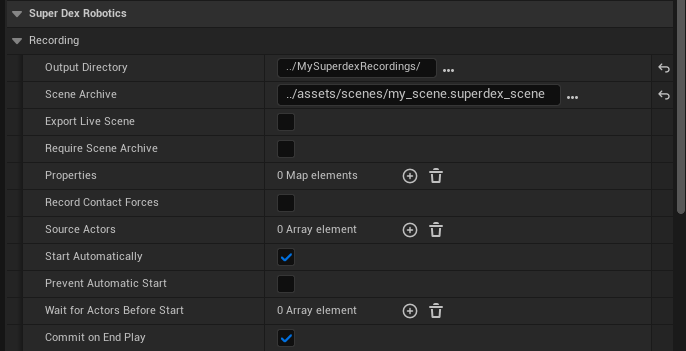 Super Dex Robotics
Recording
Output Directory ../MySuperdexRecordings/ ...
Scene Archive ../assets/scenes/my_scene.superdex_scene ...
Export Live Scene
Require Scene Archive
Properties 0 Map elements
Record Contact Forces
Source Actors 0 Array element
Start Automatically
Prevent Automatic Start
Wait for Actors Before Start 0 Array element
Commit on End Play